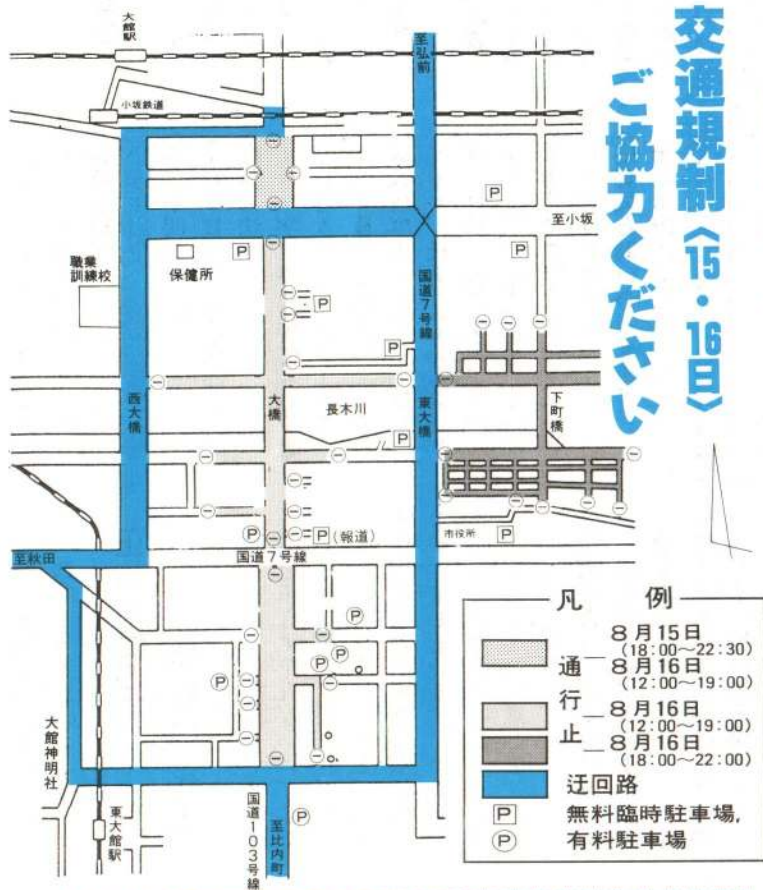 交通規制〈15・16日〉
ご協力ください
大館駅
小坂鉄道
至弘前
P
至小坂
P
職業
訓練校
保健所
P
国道7号線
P
P
西大橋
大橋
長木川
東大橋
下町橋
P
P
P(報道)
市役所
P
国道7号線
至秋田
P
P
P
P
大館神明社
東大館駅
国道103号線
至比内町
P
凡例
通行止
8月15日
(18:00～22:30)
8月16日
(12:00～19:00)
8月16日
(12:00～19:00)
8月16日
(18:00～22:00)
迂回路
P 無料臨時駐車場,
P 有料駐車場